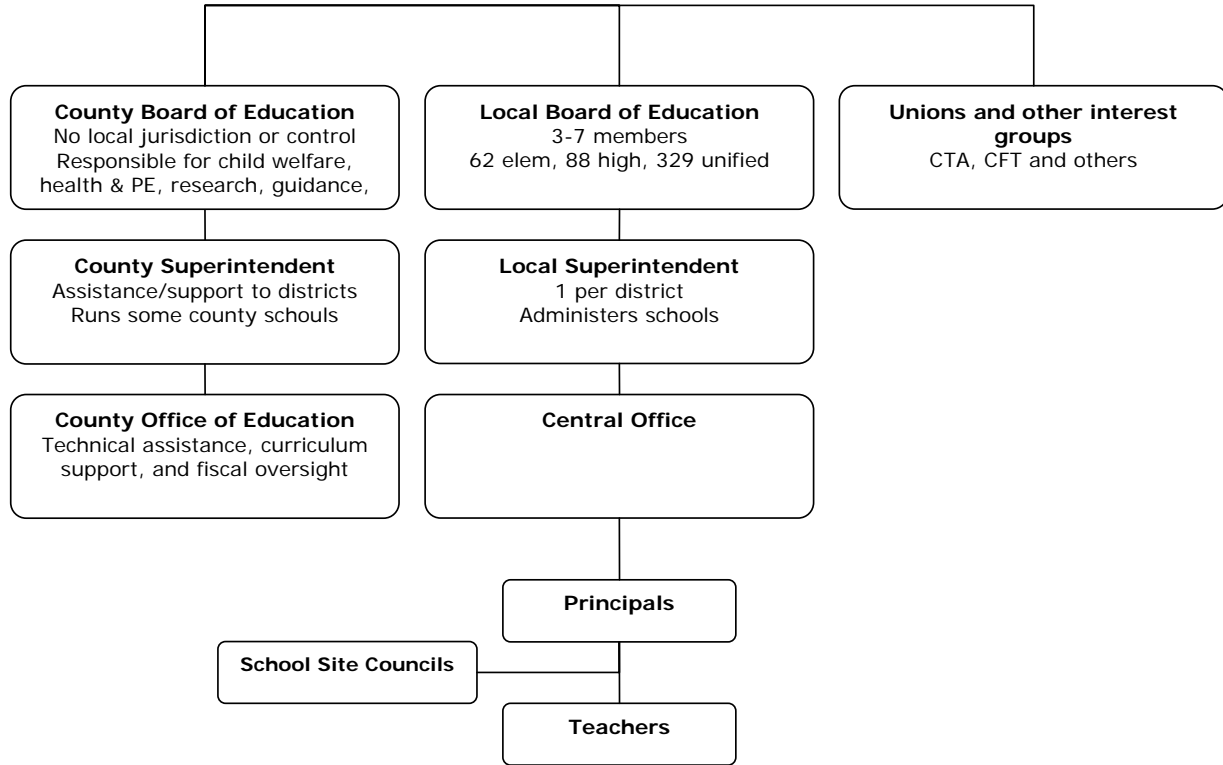 County Board of Education
No local jurisdiction or control
Responsible for child welfare,
health & PE, research, guidance,
Local Board of Education
3-7 members
62 elem, 88 high, 329 unified
Unions and other interest
groups
CTA, CFT and others
County Superintendent
Assistance/support to districts
Runs some county schouls
Local Superintendent
1 per district
Administers schools
County Office of Education
Technical assistance, curriculum
support, and fiscal oversight
Central Office
Principals
School Site Councils
Teachers